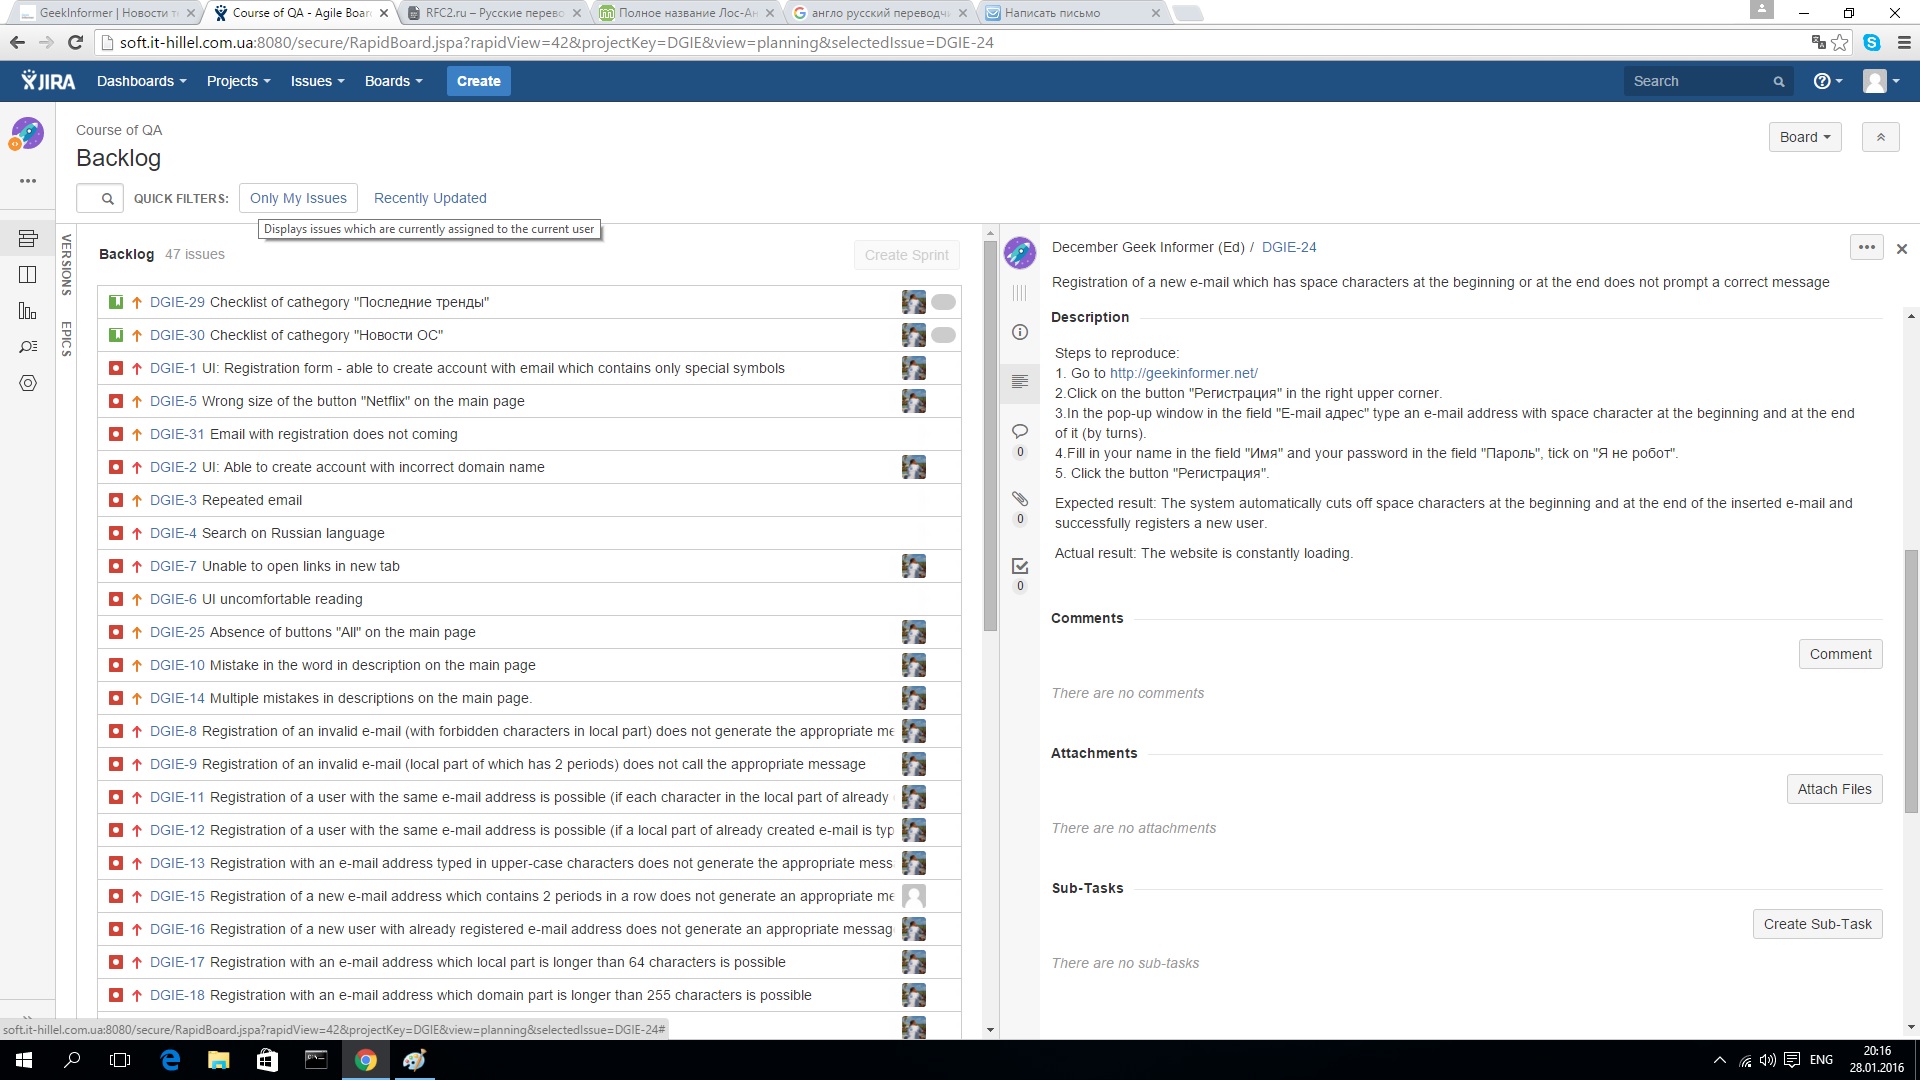 GeekInformer | Новости т
Course of QA - Agile Boar
RFC2.ru – Русские перево
Полное название Лос-Ан
англо русский переводч
Написать письмо
soft.it-hillel.com.ua:8080/secure/RapidBoard.jspa?rapidView=42&projectKey=DGIE&view=planning&selectedIssue=DGIE-24
JIRA Dashboards Projects Issues Boards Create Search
Course of QA
Board
Backlog
QUICK FILTERS: Only My Issues Recently Updated
Displays issues which are currently assigned to the current user
VERSIONS
EPICS
Backlog 47 issues Create Sprint
DGIE-29 Checklist of cathegory "Последние тренды"
DGIE-30 Checklist of cathegory "Новости ОС"
DGIE-1 UI: Registration form - able to create account with email which contains only special symbols
DGIE-5 Wrong size of the button "Netflix" on the main page
DGIE-31 Email with registration does not coming
DGIE-2 UI: Able to create account with incorrect domain name
DGIE-3 Repeated email
DGIE-4 Search on Russian language
DGIE-7 Unable to open links in new tab
DGIE-6 UI uncomfortable reading
DGIE-25 Absence of buttons "All" on the main page
DGIE-10 Mistake in the word in description on the main page
DGIE-14 Multiple mistakes in descriptions on the main page.
DGIE-8 Registration of an invalid e-mail (with forbidden characters in local part) does not generate the appropriate me
DGIE-9 Registration of an invalid e-mail (local part of which has 2 periods) does not call the appropriate message
DGIE-11 Registration of a user with the same e-mail address is possible (if each character in the local part of already
DGIE-12 Registration of a user with the same e-mail address is possible (if a local part of already created e-mail is typ
DGIE-13 Registration with an e-mail address typed in upper-case characters does not generate the appropriate mess
DGIE-15 Registration of a new e-mail address which contains 2 periods in a row does not generate an appropriate me
DGIE-16 Registration of a new user with already registered e-mail address does not generate an appropriate messag
DGIE-17 Registration with an e-mail address which local part is longer than 64 characters is possible
DGIE-18 Registration with an e-mail address which domain part is longer than 255 characters is possible
soft.it-hillel.com.ua:8080/secure/RapidBoard.jspa?rapidView=42&projectKey=DGIE&view=planning&selectedIssue=DGIE-24#
December Geek Informer (Ed) / DGIE-24
Registration of a new e-mail which has space characters at the beginning or at the end does not prompt a correct message
Description
Steps to reproduce:
1. Go to http://geekinformer.net/
2.Click on the button "Регистрация" in the right upper corner.
3.In the pop-up window in the field "E-mail адрес" type an e-mail address with space character at the beginning and at the end
of it (by turns).
4.Fill in your name in the field "Имя" and your password in the field "Пароль", tick on "Я не робот".
5. Click the button "Регистрация".
Expected result: The system automatically cuts off space characters at the beginning and at the end of the inserted e-mail and
successfully registers a new user.
Actual result: The website is constantly loading.
0
0
0
Comments
Comment
There are no comments
Attachments
Attach Files
There are no attachments
Sub-Tasks
Create Sub-Task
There are no sub-tasks
ENG
20:16
28.01.2016